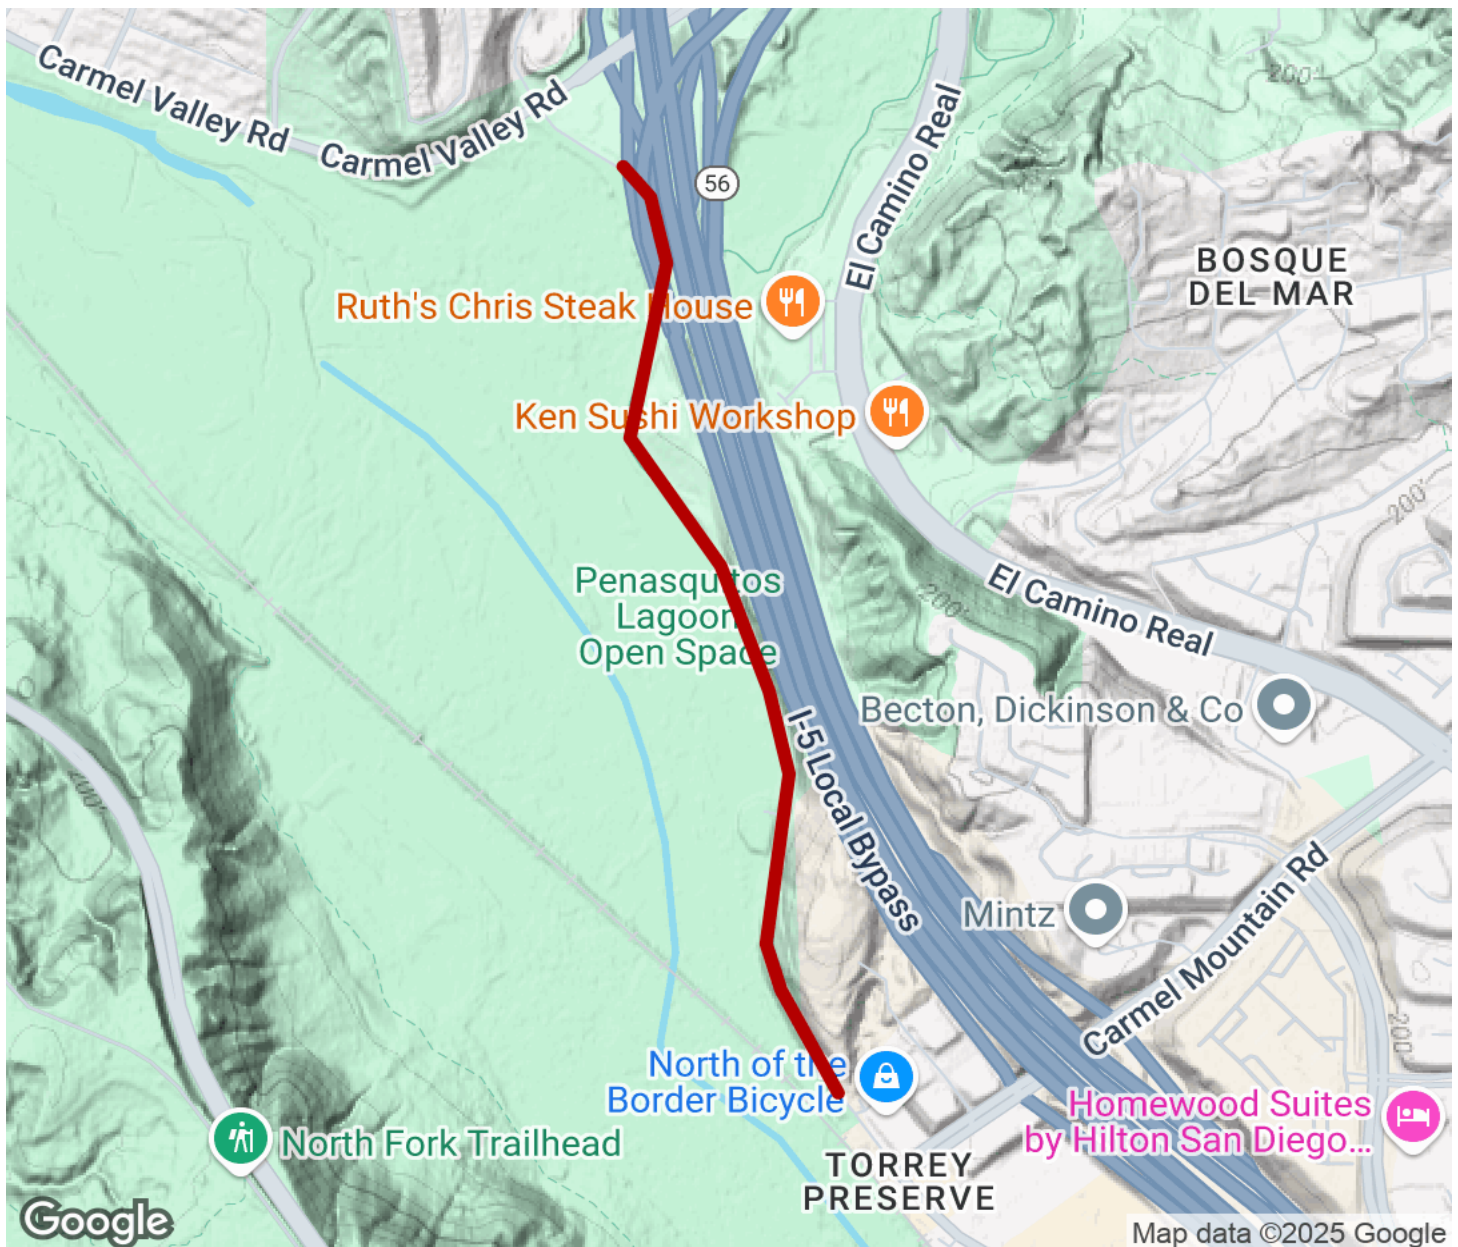 Carmel Valley Rd
Carmel Valley Rd
200'
56
El Camino Real
BOSQUE
DEL MAR
Ruth's Chris Steak House
Ken Sushi Workshop
200'
Penasquitos
Lagoon
Open Space
200'
El Camino Real
Becton, Dickinson & Co
I-5 Local Bypass
200'
Mintz
Carmel Mountain Rd
200
North of the
Border Bicycle
Homewood Suites
by Hilton San Diego...
North Fork Trailhead
TORREY
PRESERVE
Google
Map data ©2025 Google